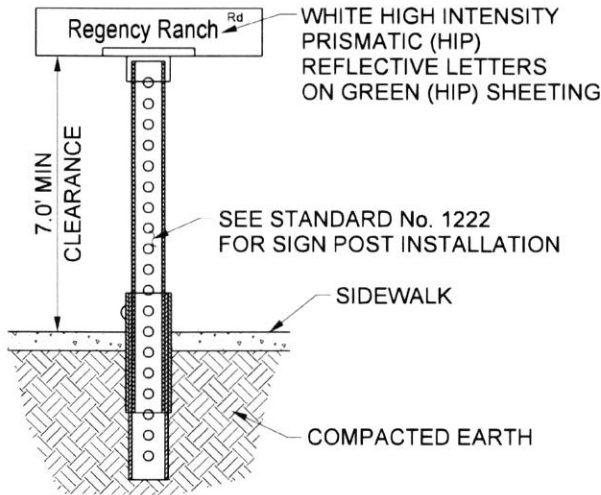 Regency Ranch Rd
WHITE HIGH INTENSITY
PRISMATIC (HIP)
REFLECTIVE LETTERS
ON GREEN (HIP) SHEETING
7.0' MIN
CLEARANCE
SEE STANDARD No. 1222
FOR SIGN POST INSTALLATION
SIDEWALK
COMPACTED EARTH